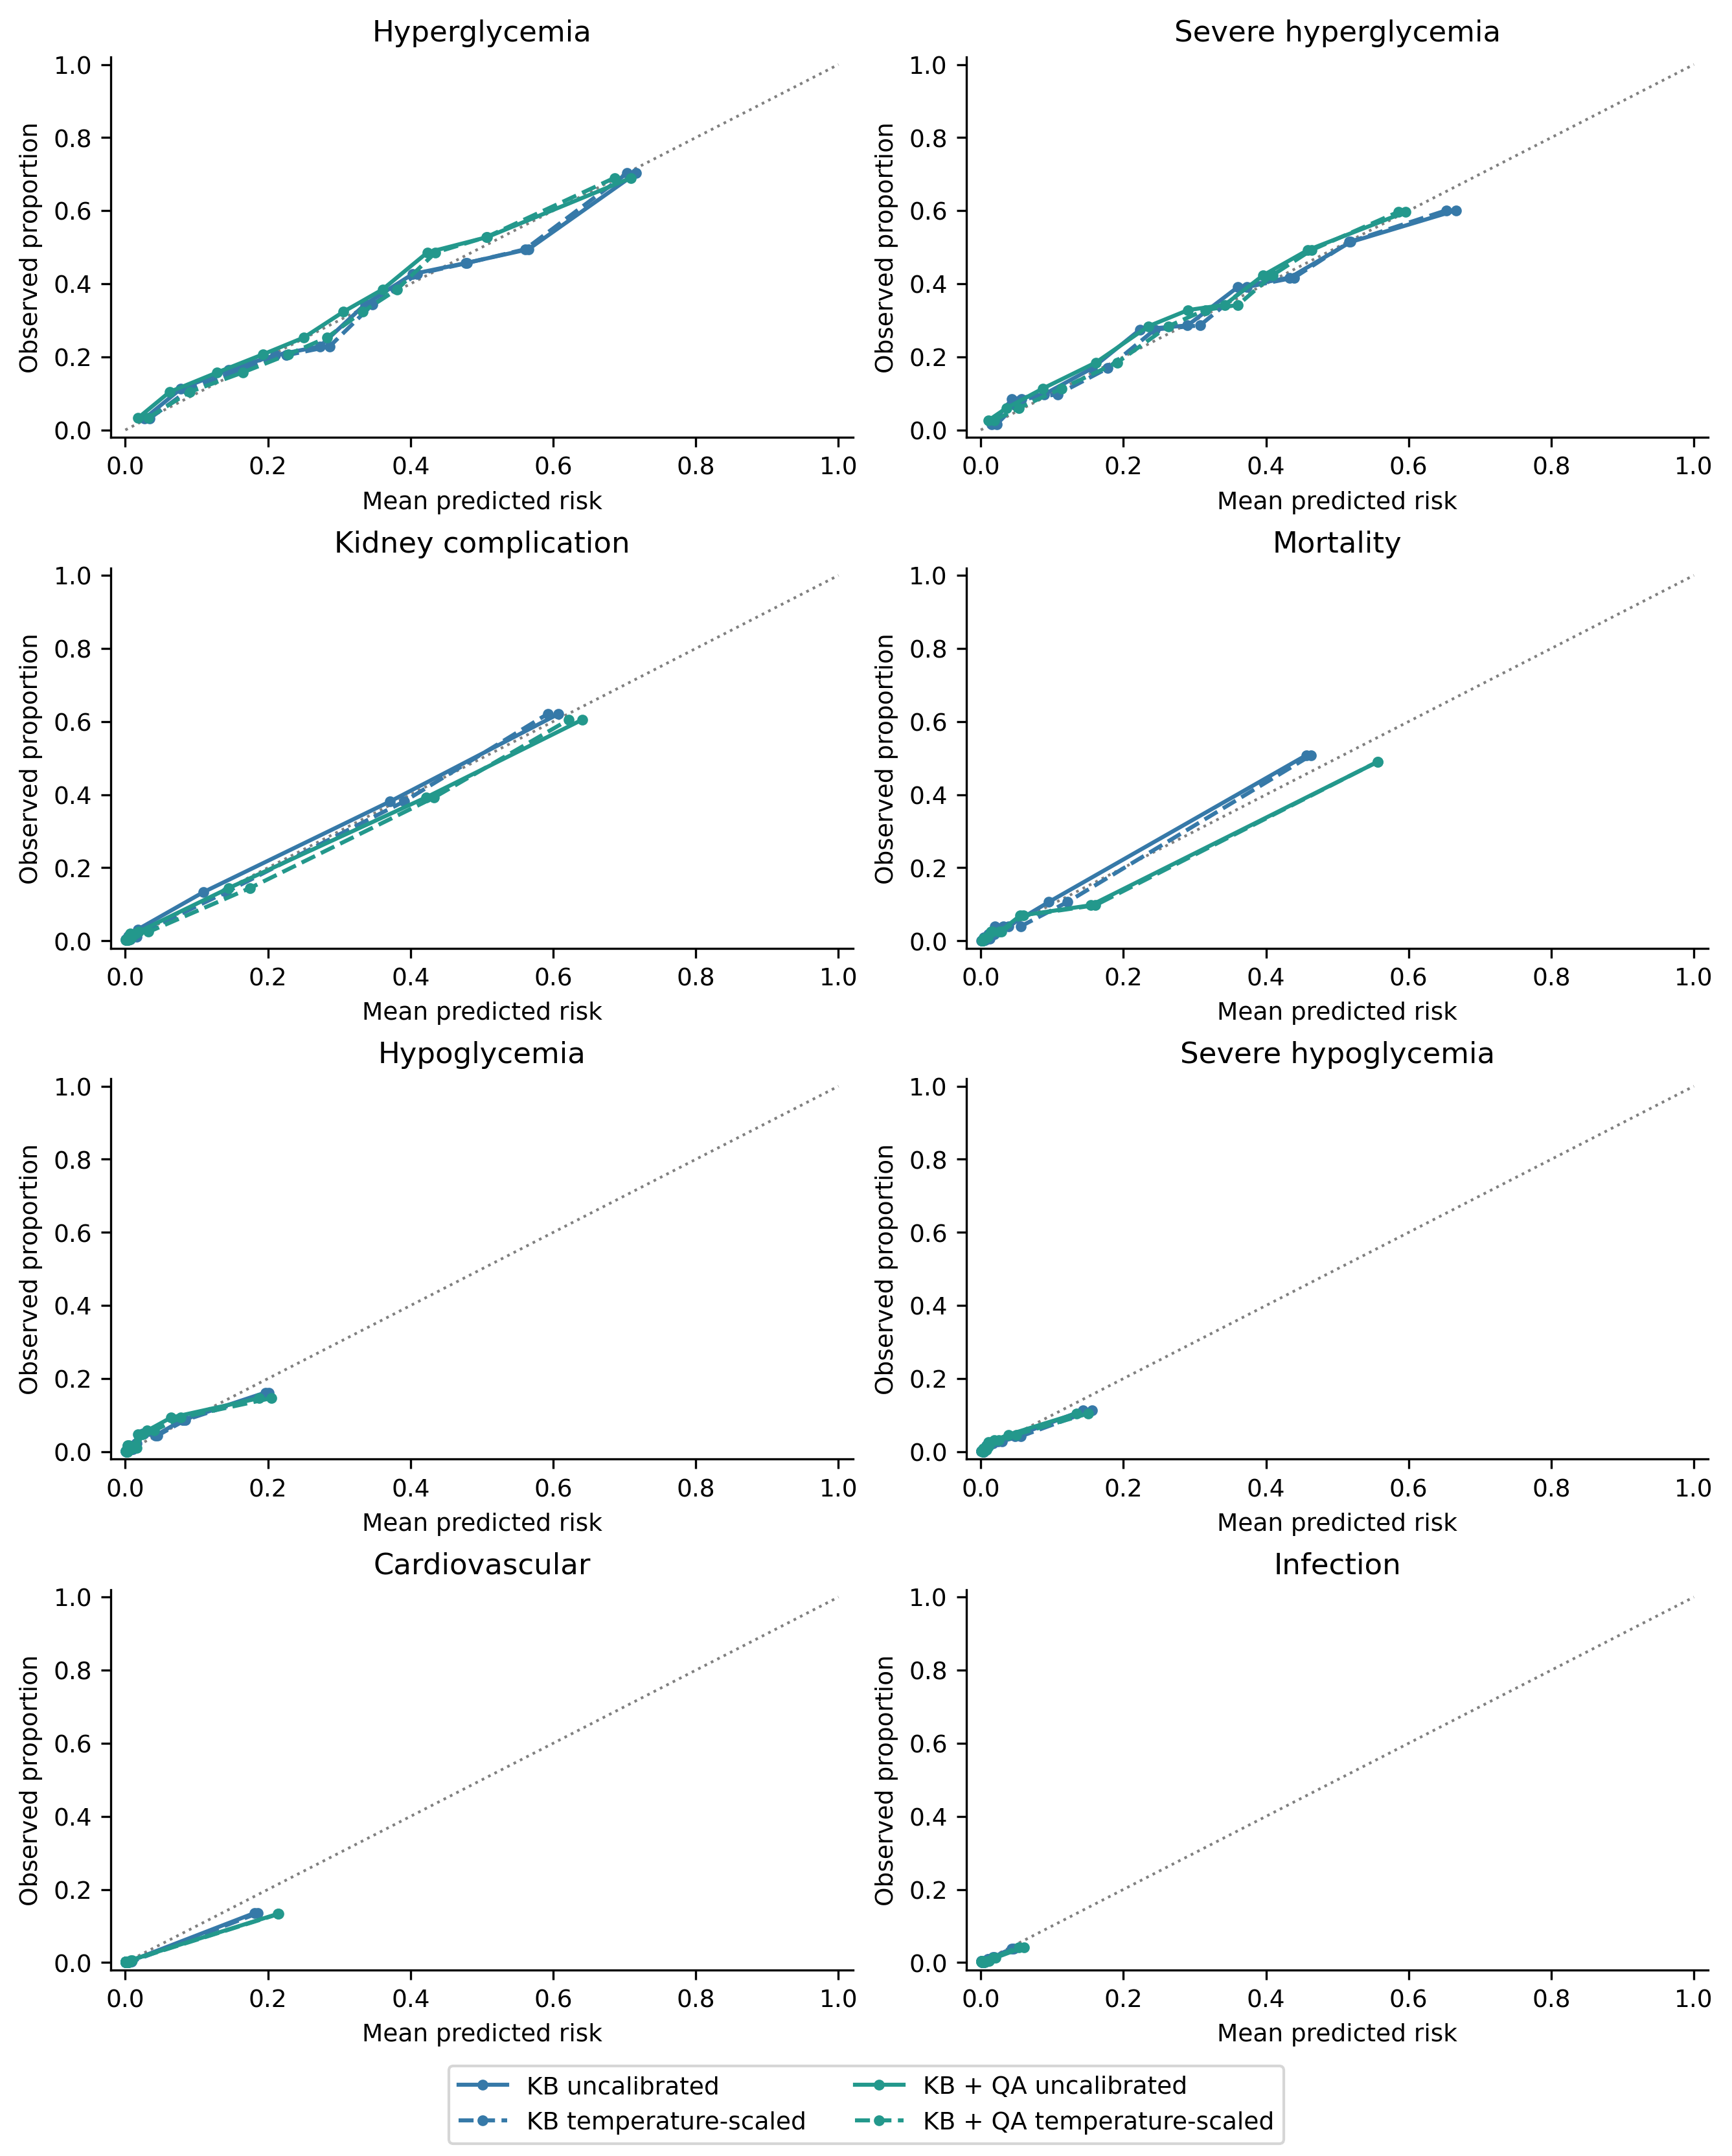 Hyperglycemia
1.0
0.8
0.6
0.4
0.2
0.0
Observed proportion
0.0 0.2 0.4 0.6 0.8 1.0
Mean predicted risk
Severe hyperglycemia
1.0
0.8
0.6
0.4
0.2
0.0
Observed proportion
0.0 0.2 0.4 0.6 0.8 1.0
Mean predicted risk
Kidney complication
1.0
0.8
0.6
0.4
0.2
0.0
Observed proportion
0.0 0.2 0.4 0.6 0.8 1.0
Mean predicted risk
Mortality
1.0
0.8
0.6
0.4
0.2
0.0
Observed proportion
0.0 0.2 0.4 0.6 0.8 1.0
Mean predicted risk
Hypoglycemia
1.0
0.8
0.6
0.4
0.2
0.0
Observed proportion
0.0 0.2 0.4 0.6 0.8 1.0
Mean predicted risk
Severe hypoglycemia
1.0
0.8
0.6
0.4
0.2
0.0
Observed proportion
0.0 0.2 0.4 0.6 0.8 1.0
Mean predicted risk
Cardiovascular
1.0
0.8
0.6
0.4
0.2
0.0
Observed proportion
0.0 0.2 0.4 0.6 0.8 1.0
Mean predicted risk
Infection
1.0
0.8
0.6
0.4
0.2
0.0
Observed proportion
0.0 0.2 0.4 0.6 0.8 1.0
Mean predicted risk
KB uncalibrated
KB temperature-scaled
KB + QA uncalibrated
KB + QA temperature-scaled